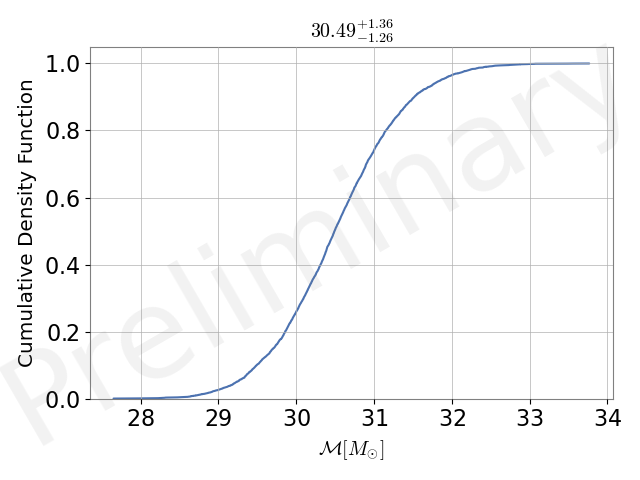 30.49^{+1.36}_{-1.26}
Cumulative Density Function
1.0
0.8
0.6
0.4
0.2
0.0
28 29 30 31 32 33 34
ℳ[M_⊙]
Preliminary